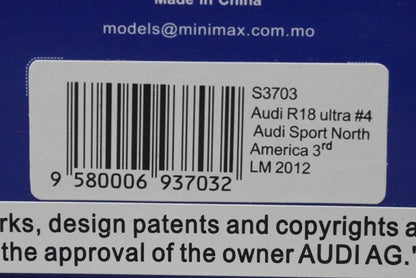 Made in China
models@minimax.com.mo
S3703
Audi R18 ultra #4
Audi Sport North
America 3rd
LM 2012
9 580006 937032
rks, design patents and copyrights a
the approval of the owner AUDI AG."